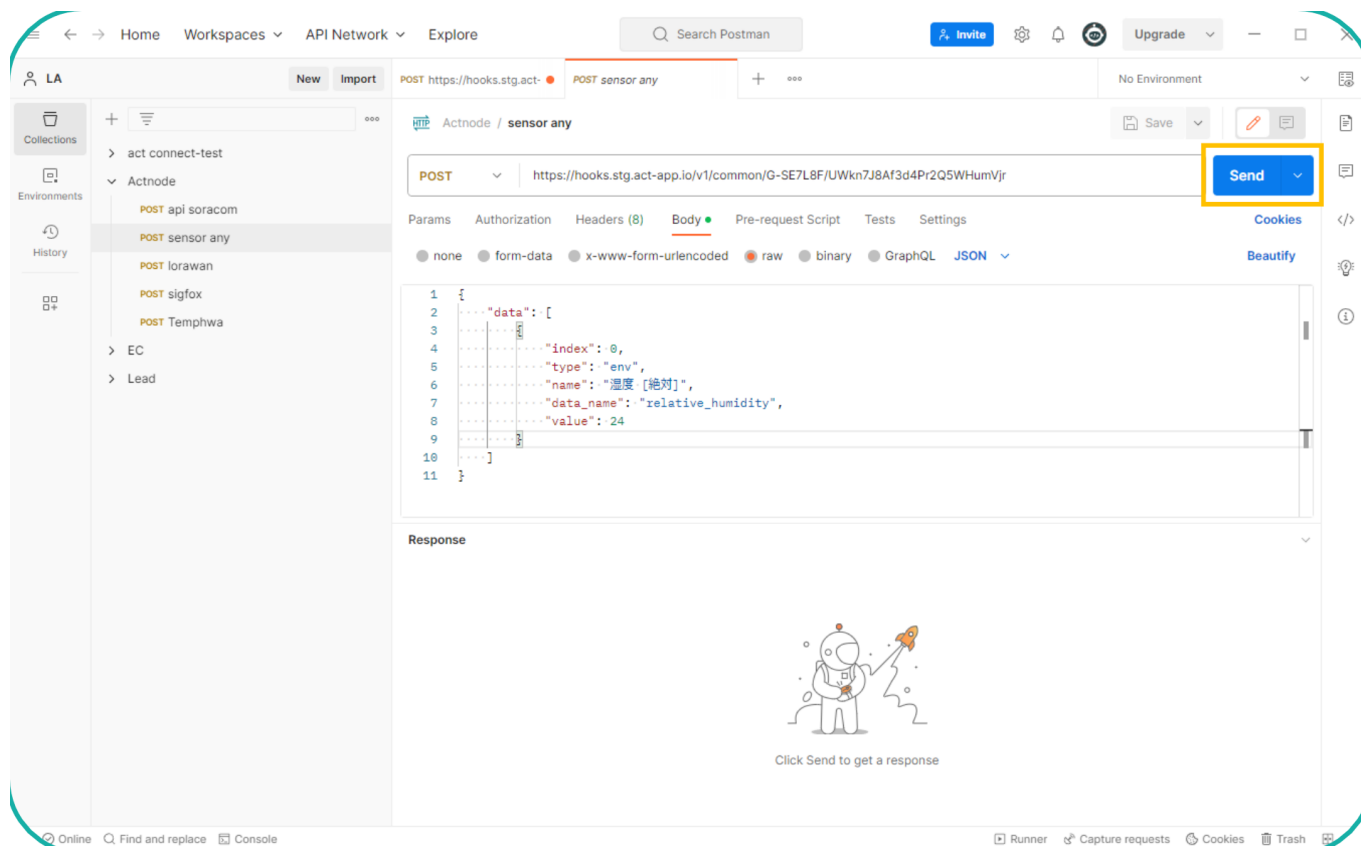 Home Workspaces API Network Explore Search Postman Invite Upgrade
LA New Import POST https://hooks.stg.act- POST sensor any No Environment
Collections
Environments
History
act connect-test
Actnode
POST api soracom
POST sensor any
POST lorawan
POST sigfox
POST Temphwa
EC
Lead
HTTP Actnode / sensor any Save
POST https://hooks.stg.act-app.io/v1/common/G-SE7L8F/UWkn7J8Af3d4Pr2Q5WHumVjr Send
Params Authorization Headers (8) Body Pre-request Script Tests Settings Cookies
none form-data x-www-form-urlencoded raw binary GraphQL JSON Beautify
1 {
2 "data": [
3 {
4 "index": 0,
5 "type": "env",
6 "name": "湿度 [絶対]",
7 "data_name": "relative_humidity",
8 "value": 24
9 }
10 ]
11 }
Response
Click Send to get a response
Online Find and replace Console Runner Capture requests Cookies Trash